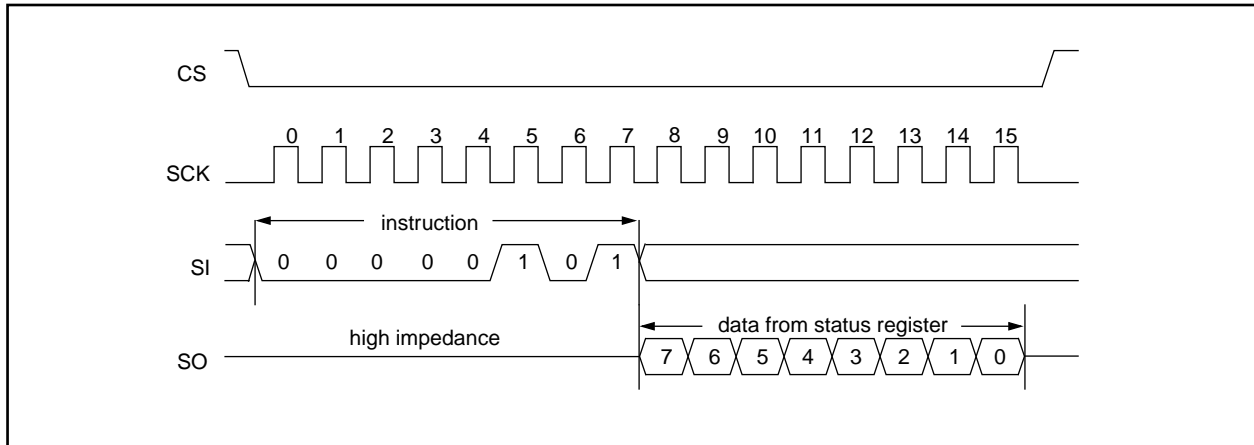 CS
0 1 2 3 4 5 6 7 8 9 10 11 12 13 14 15
SCK
instruction
SI 0 0 0 0 0 1 0 1
high impedance
data from status register
SO 7 6 5 4 3 2 1 0